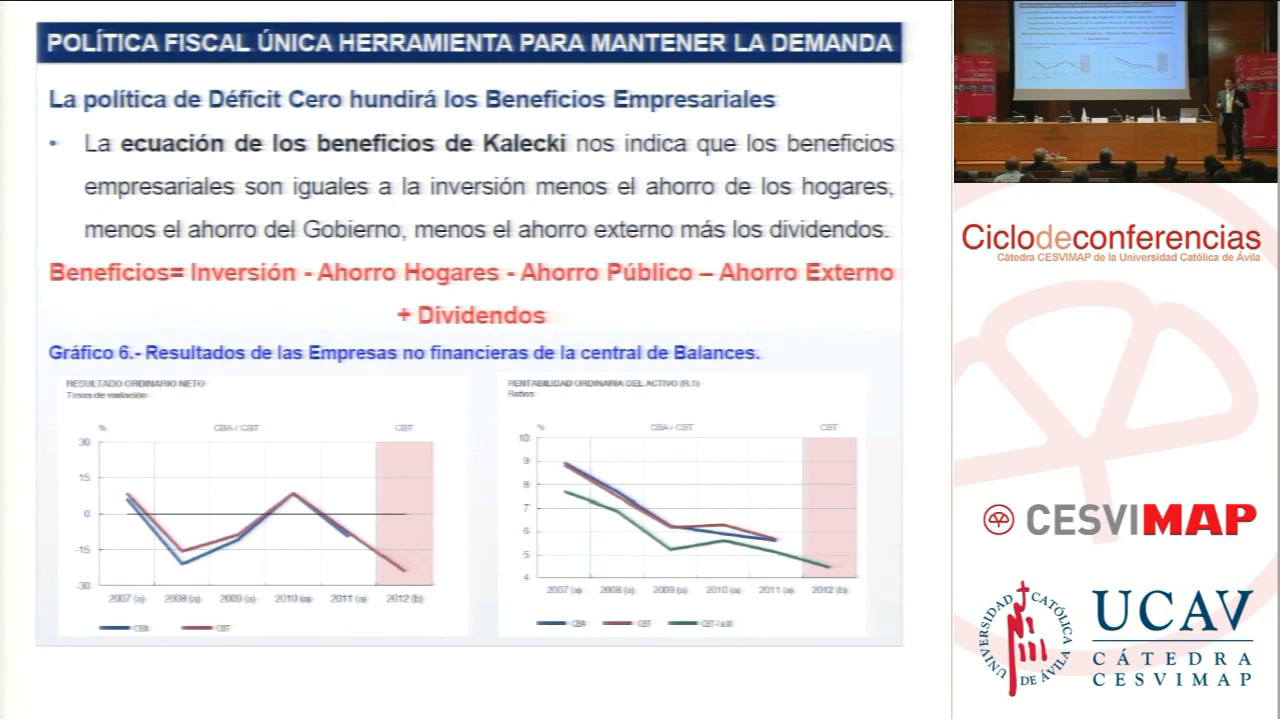 POLÍTICA FISCAL ÚNICA HERRAMIENTA PARA MANTENER LA DEMANDA
La política de Déficit Cero hundirá los Beneficios Empresariales
• La ecuación de los beneficios de Kalecki nos indica que los beneficios
empresariales son iguales a la inversión menos el ahorro de los hogares,
menos el ahorro del Gobierno, menos el ahorro externo más los dividendos.
Beneficios= Inversión - Ahorro Hogares - Ahorro Público – Ahorro Externo
+ Dividendos
Gráfico 6.- Resultados de las Empresas no financieras de la central de Balances.
RESULTADO ORDINARIO NETO
Tasas de variación
% CBA / CBT CBT
30
15
0
-15
-30
2007 (a) 2008 (a) 2009 (a) 2010 (a) 2011 (a) 2012 (b)
CBA CBT
RENTABILIDAD ORDINARIA DEL ACTIVO (R.1)
Ratios
% CBA / CBT CBT
10
9
8
7
6
5
4
2007 (a) 2008 (a) 2009 (a) 2010 (a) 2011 (a) 2012 (b)
CBA CBT
Ciclodeconferencias
Cátedra CESVIMAP de la Universidad Católica de Ávila
CESVIMAP
UNIVERSIDAD CATÓLICA DE ÁVILA
UCAV
CÁTEDRA
CESVIMAP